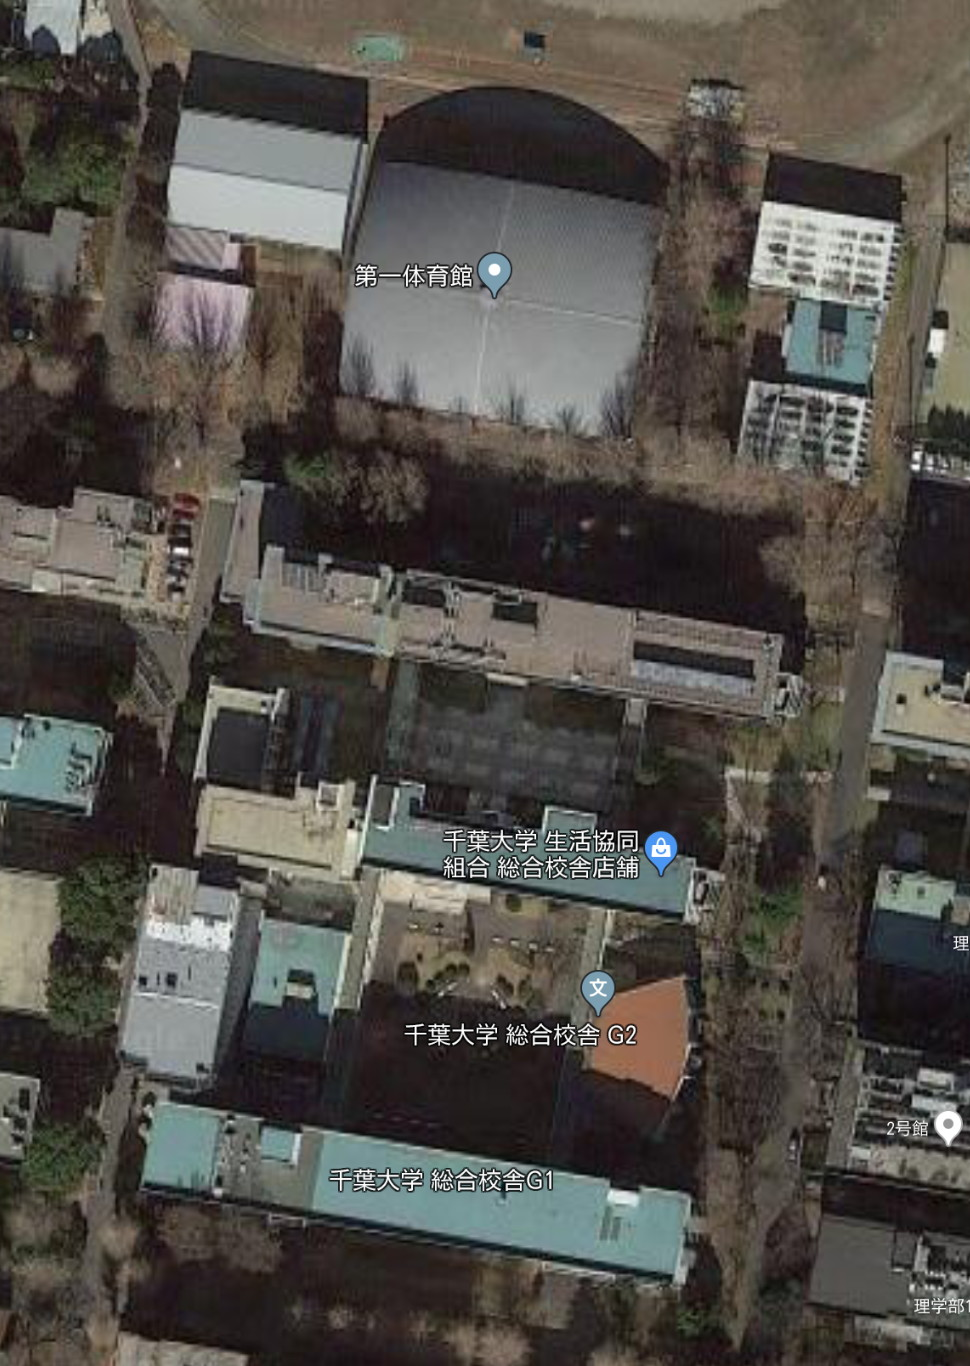 第一体育館
千葉大学 生活協同
組合 総合校舎店舗
理
文
千葉大学 総合校舎 G2
2号館
千葉大学 総合校舎G1
理学部1